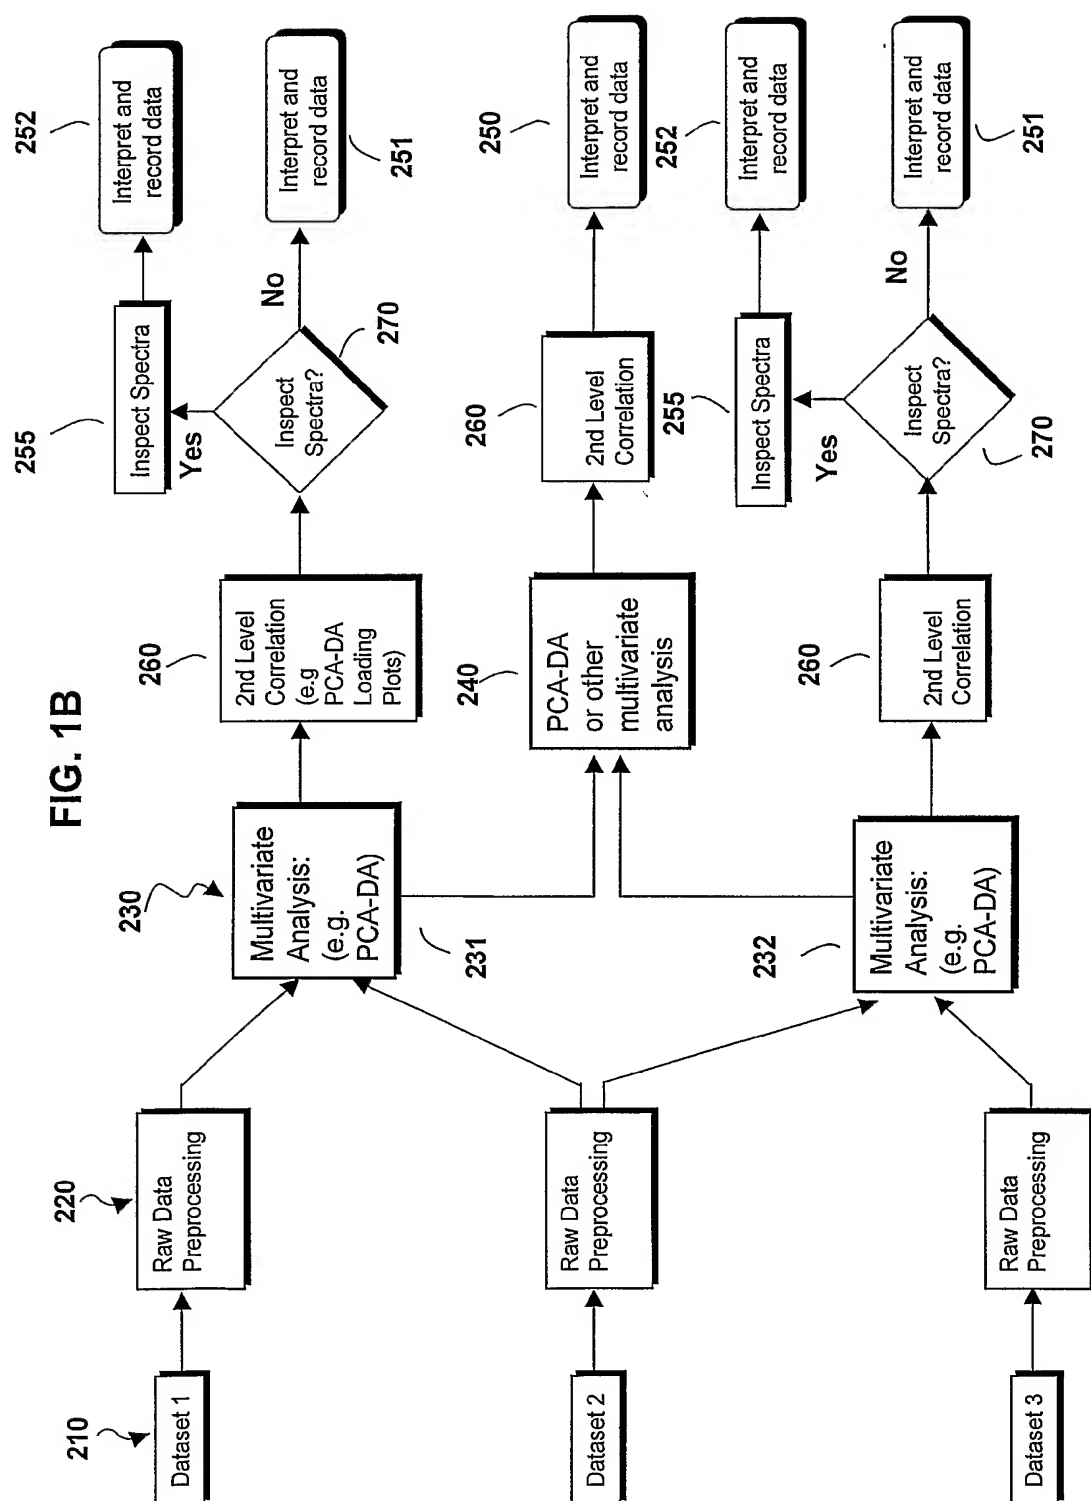 FIG. 1B
210
Dataset 1
220
Raw Data
Preprocessing
230
Multivariate
Analysis:
(e.g.
PCA-DA)
231
260
2nd Level
Correlation
(e.g
PCA-DA
Loading
Plots)
Inspect
Spectra?
270
Yes
No
255
Inspect Spectra
252
Interpret and
record data
Interpret and
record data
251
Dataset 2
Raw Data
Preprocessing
240
PCA-DA
or other
multivariate
analysis
260
2nd Level
Correlation
250
Interpret and
record data
Dataset 3
Raw Data
Preprocessing
232
Multivariate
Analysis:
(e.g.
PCA-DA)
260
2nd Level
Correlation
Inspect
Spectra?
270
Yes
No
255
Inspect Spectra
252
Interpret and
record data
Interpret and
record data
251